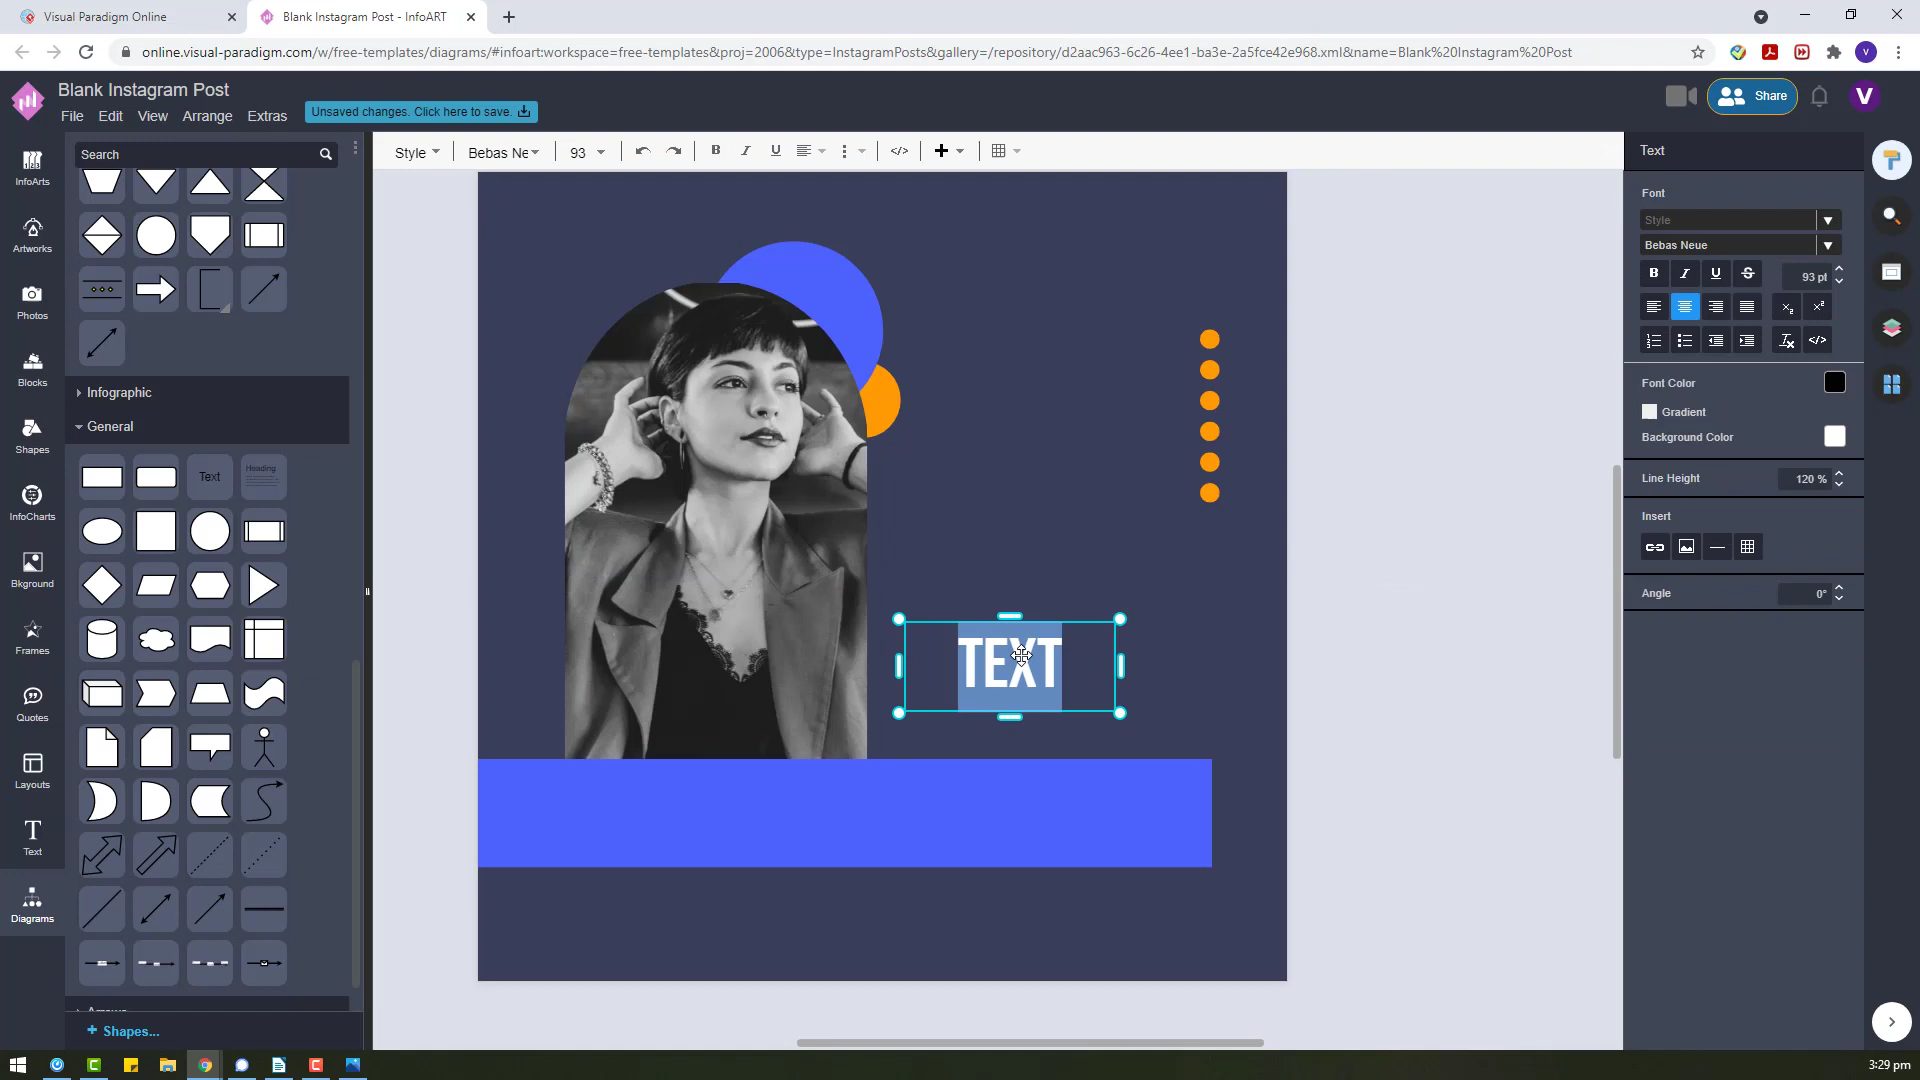 Visual Paradigm Online
Blank Instagram Post - InfoART
online.visual-paradigm.com/w/free-templates/diagrams/#infoart:workspace=free-templates&proj=2006&type=InstagramPosts&gallery=/repository/d2aac963-6c26-4ee1-ba3e-2a5fce42e968.xml&name=Blank%20Instagram%20Post
V
Blank Instagram Post
File Edit View Arrange Extras
Unsaved changes. Click here to save.
Share
V
InfoArts
Artworks
Photos
Blocks
Shapes
InfoCharts
Bkground
Frames
Quotes
Layouts
Text
Diagrams
Search
Infographic
General
Text
Heading
+ Shapes...
Style
Bebas Ne
93
B I U
TEXT
Text
Font
Style
Bebas Neue
B I U S
93 pt
Font Color
Gradient
Background Color
Line Height
120 %
Insert
Angle
0°
3:29 pm